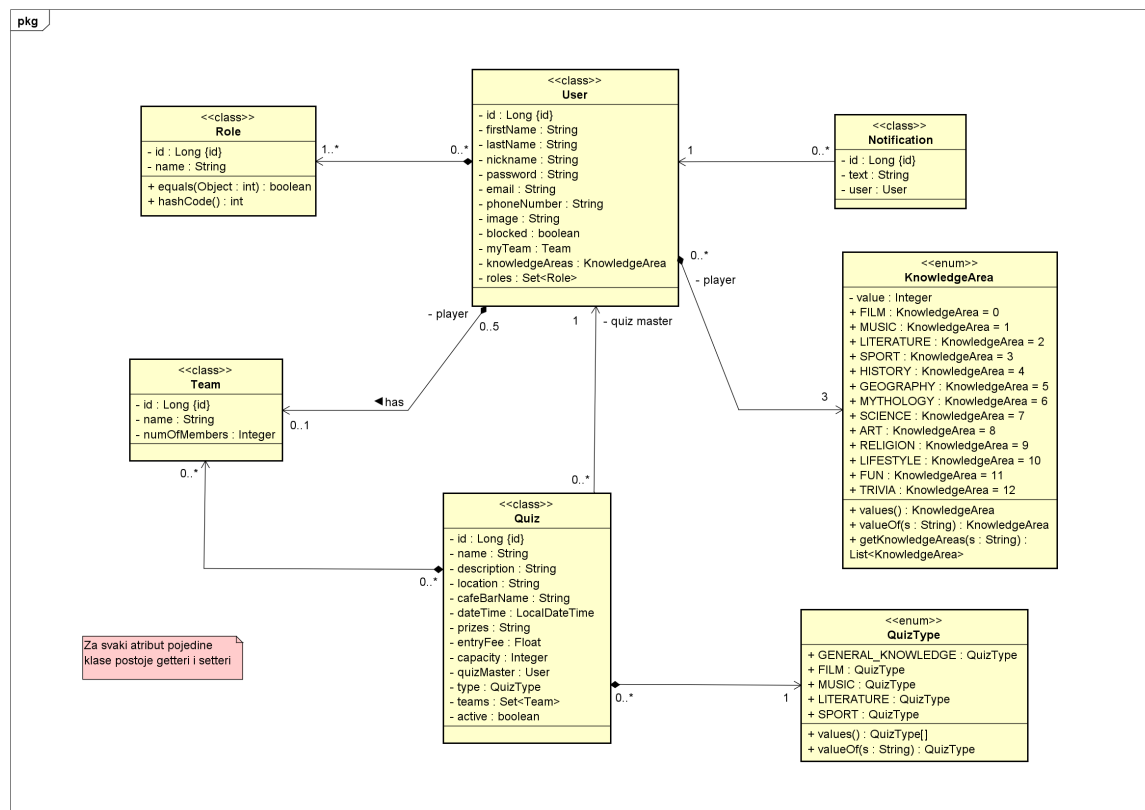 pkg
<<class>>
User
- id : Long {id}
- firstName : String
- lastName : String
- nickname : String
- password : String
- email : String
- phoneNumber : String
- image : String
- blocked : boolean
- myTeam : Team
- knowledgeAreas : KnowledgeArea
- roles : Set<Role>
<<class>>
Role
- id : Long {id}
- name : String
+ equals(Object : int) : boolean
+ hashCode() : int
1..*
0..*
<<class>>
Notification
- id : Long {id}
- text : String
- user : User
1
0..*
0..*
- player
3
<<enum>>
KnowledgeArea
- value : Integer
+ FILM : KnowledgeArea = 0
+ MUSIC : KnowledgeArea = 1
+ LITERATURE : KnowledgeArea = 2
+ SPORT : KnowledgeArea = 3
+ HISTORY : KnowledgeArea = 4
+ GEOGRAPHY : KnowledgeArea = 5
+ MYTHOLOGY : KnowledgeArea = 6
+ SCIENCE : KnowledgeArea = 7
+ ART : KnowledgeArea = 8
+ RELIGION : KnowledgeArea = 9
+ LIFESTYLE : KnowledgeArea = 10
+ FUN : KnowledgeArea = 11
+ TRIVIA : KnowledgeArea = 12
+ values() : KnowledgeArea
+ valueOf(s : String) : KnowledgeArea
+ getKnowledgeAreas(s : String) :
List<KnowledgeArea>
- player
0..5
1
- quiz master
<<class>>
Team
- id : Long {id}
- name : String
- numOfMembers : Integer
◄has
0..1
0..*
0..*
<<class>>
Quiz
- id : Long {id}
- name : String
- description : String
- location : String
- cafeBarName : String
- dateTime : LocalDateTime
- prizes : String
- entryFee : Float
- capacity : Integer
- quizMaster : User
- type : QuizType
- teams : Set<Team>
- active : boolean
0..*
0..*
1
<<enum>>
QuizType
+ GENERAL_KNOWLEDGE : QuizType
+ FILM : QuizType
+ MUSIC : QuizType
+ LITERATURE : QuizType
+ SPORT : QuizType
+ values() : QuizType[]
+ valueOf(s : String) : QuizType
Za svaki atribut pojedine
klase postoje getteri i setteri